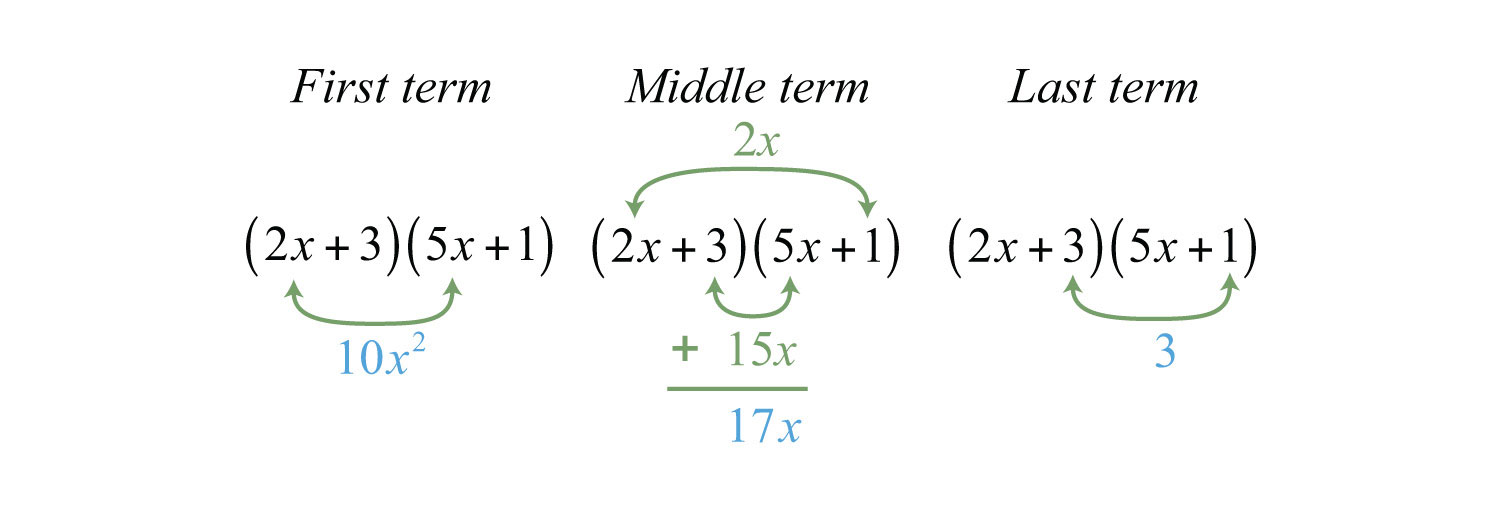 First term Middle term Last term
2x
(2x + 3)(5x + 1) (2x + 3)(5x + 1) (2x + 3)(5x + 1)
10x² + 15x 3
17x